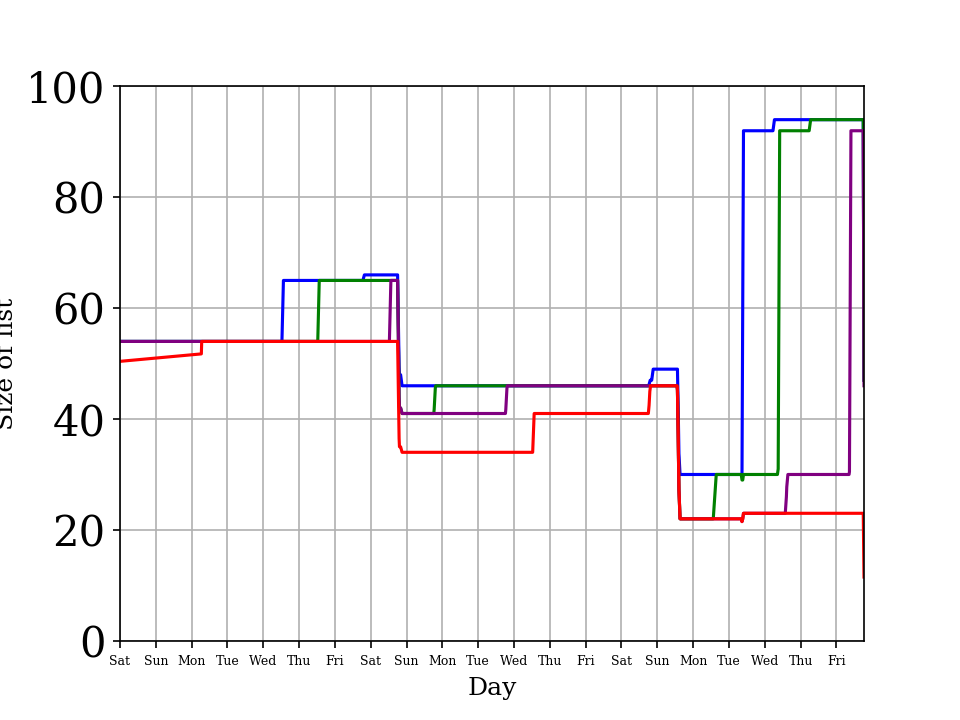 100
80
60
40
20
0
Size of list
Sat Sun Mon Tue Wed Thu Fri Sat Sun Mon Tue Wed Thu Fri Sat Sun Mon Tue Wed Thu Fri
Day